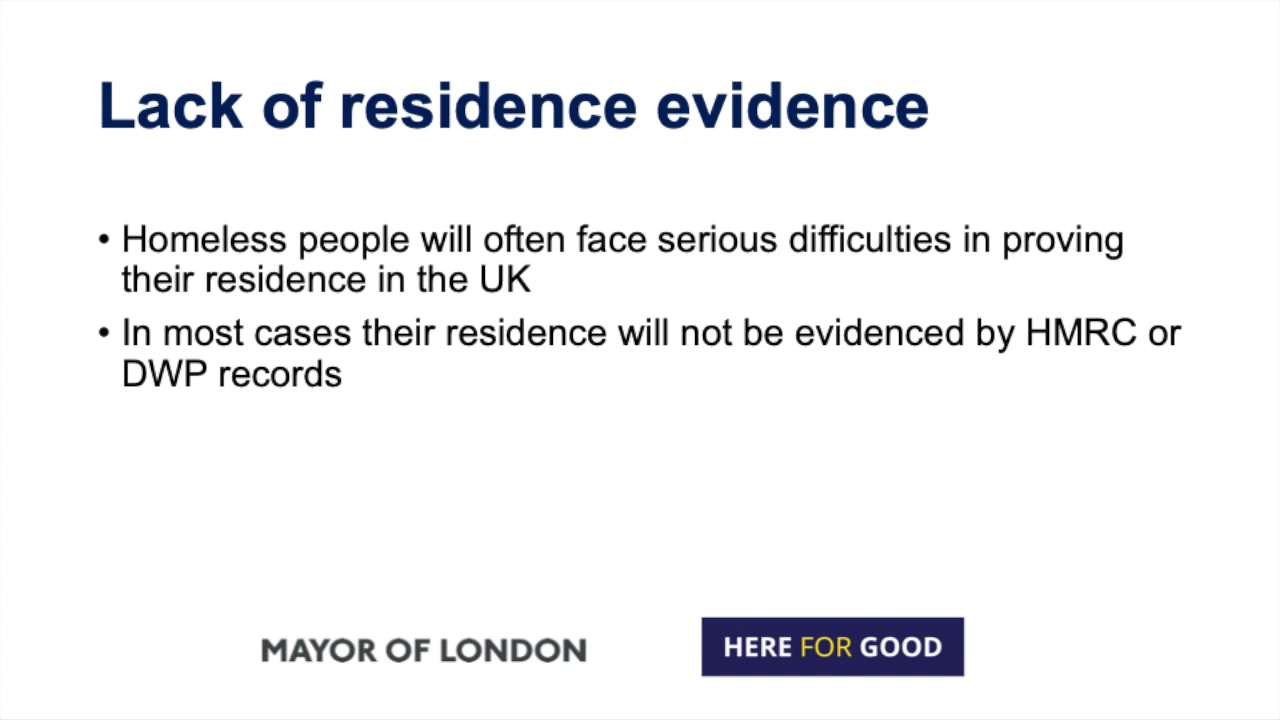 Lack of residence evidence
• Homeless people will often face serious difficulties in proving
their residence in the UK
• In most cases their residence will not be evidenced by HMRC or
DWP records
MAYOR OF LONDON
HERE FOR GOOD